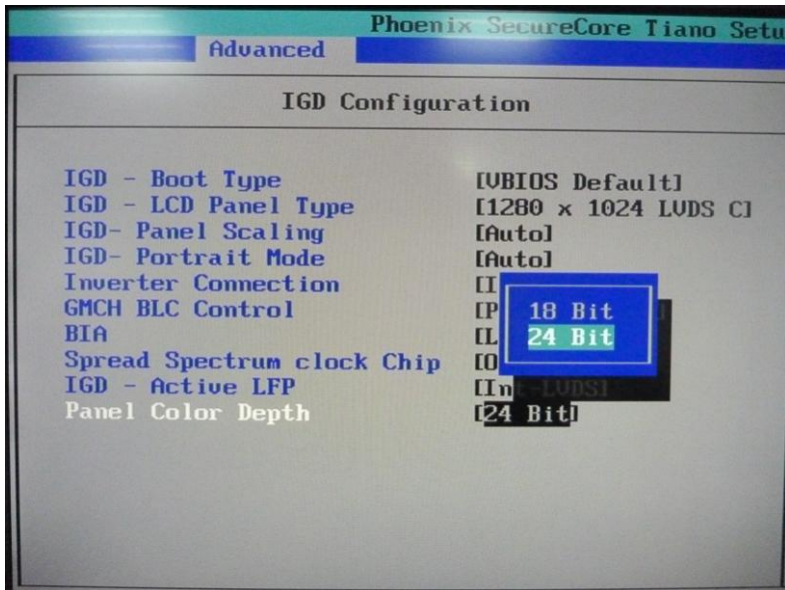 Phoenix SecureCore Tiano Setu
Advanced
IGD Configuration
IGD - Boot Type [VBIOS Default]
IGD - LCD Panel Type [1280 x 1024 LVDS C]
IGD- Panel Scaling [Auto]
IGD- Portrait Mode [Auto]
Inverter Connection [I
GMCH BLC Control [P 18 Bit
BIA [L 24 Bit
Spread Spectrum clock Chip [O
IGD - Active LFP [Int-LVDS]
Panel Color Depth [24 Bit]